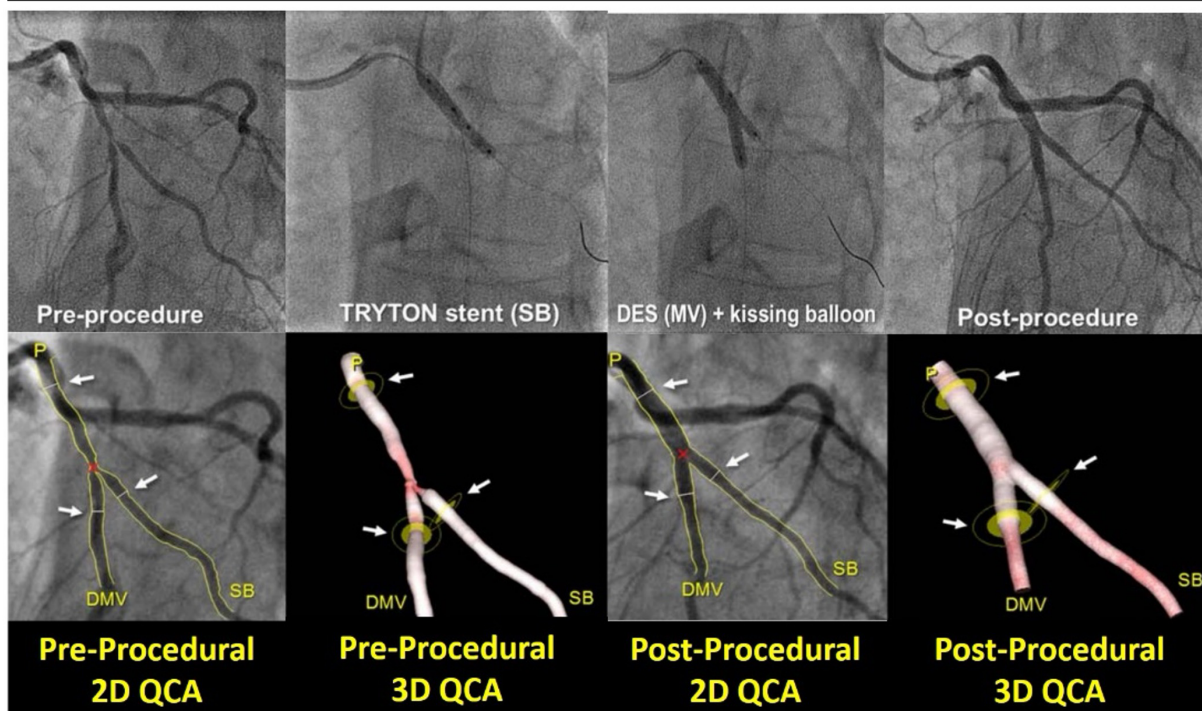 Pre-procedure
TRYTON stent (SB)
DES (MV) + kissing balloon
Post-procedure
P
DMV
SB
P
DMV
SB
P
DMV
SB
P
DMV
SB
Pre-Procedural
2D QCA
Pre-Procedural
3D QCA
Post-Procedural
2D QCA
Post-Procedural
3D QCA